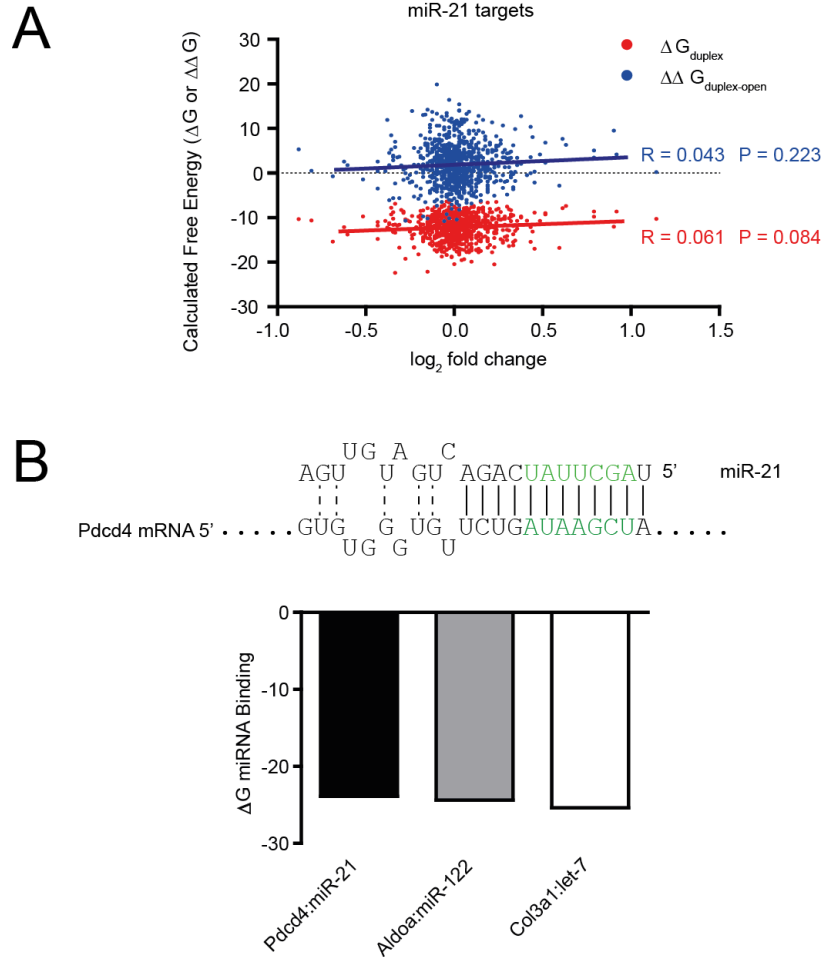 A
miR-21 targets
Calculated Free Energy (ΔG or ΔΔ G)
30
20
10
0
-10
-20
-30
-1.0 -0.5 0.0 0.5 1.0 1.5
log2 fold change
Δ Gduplex
ΔΔ Gduplex-open
R = 0.043 P = 0.223
R = 0.061 P = 0.084
B
UG A C
AGU U GU AGACUAUUCGAU 5’ miR-21
Pdcd4 mRNA 5’ . . . . . GUG G UG UCUGAUAAGCUA . . . . .
UG G U
ΔG miRNA Binding
0
-10
-20
-30
Pdcd4:miR-21
Aldoa:miR-122
Col3a1:let-7